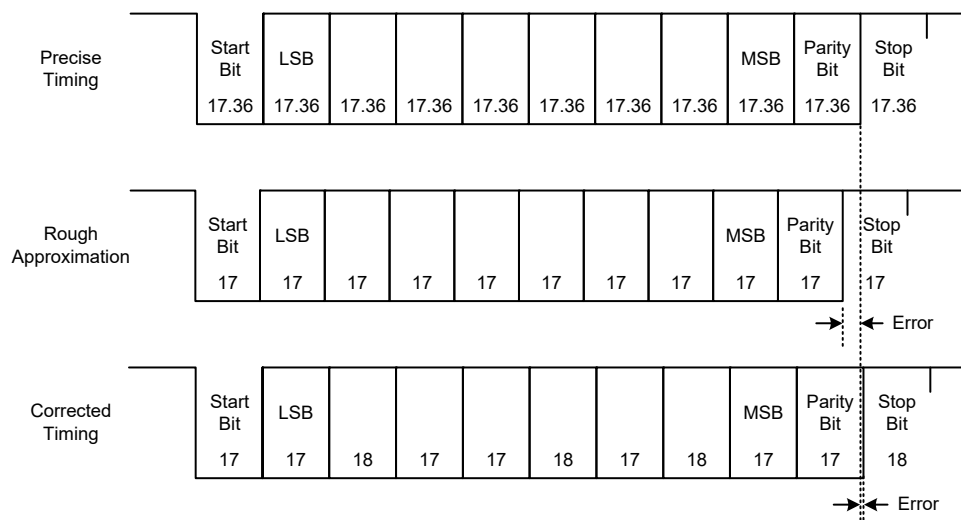 Precise
Timing
Start
Bit
LSB
MSB
Parity
Bit
Stop
Bit
17.36 17.36 17.36 17.36 17.36 17.36 17.36 17.36 17.36 17.36 17.36
Rough
Approximation
Start
Bit
LSB
MSB
Parity
Bit
Stop
Bit
17 17 17 17 17 17 17 17 17 17 17
Error
Corrected
Timing
Start
Bit
LSB
MSB
Parity
Bit
Stop
Bit
17 17 18 17 17 18 17 18 17 17 18
Error